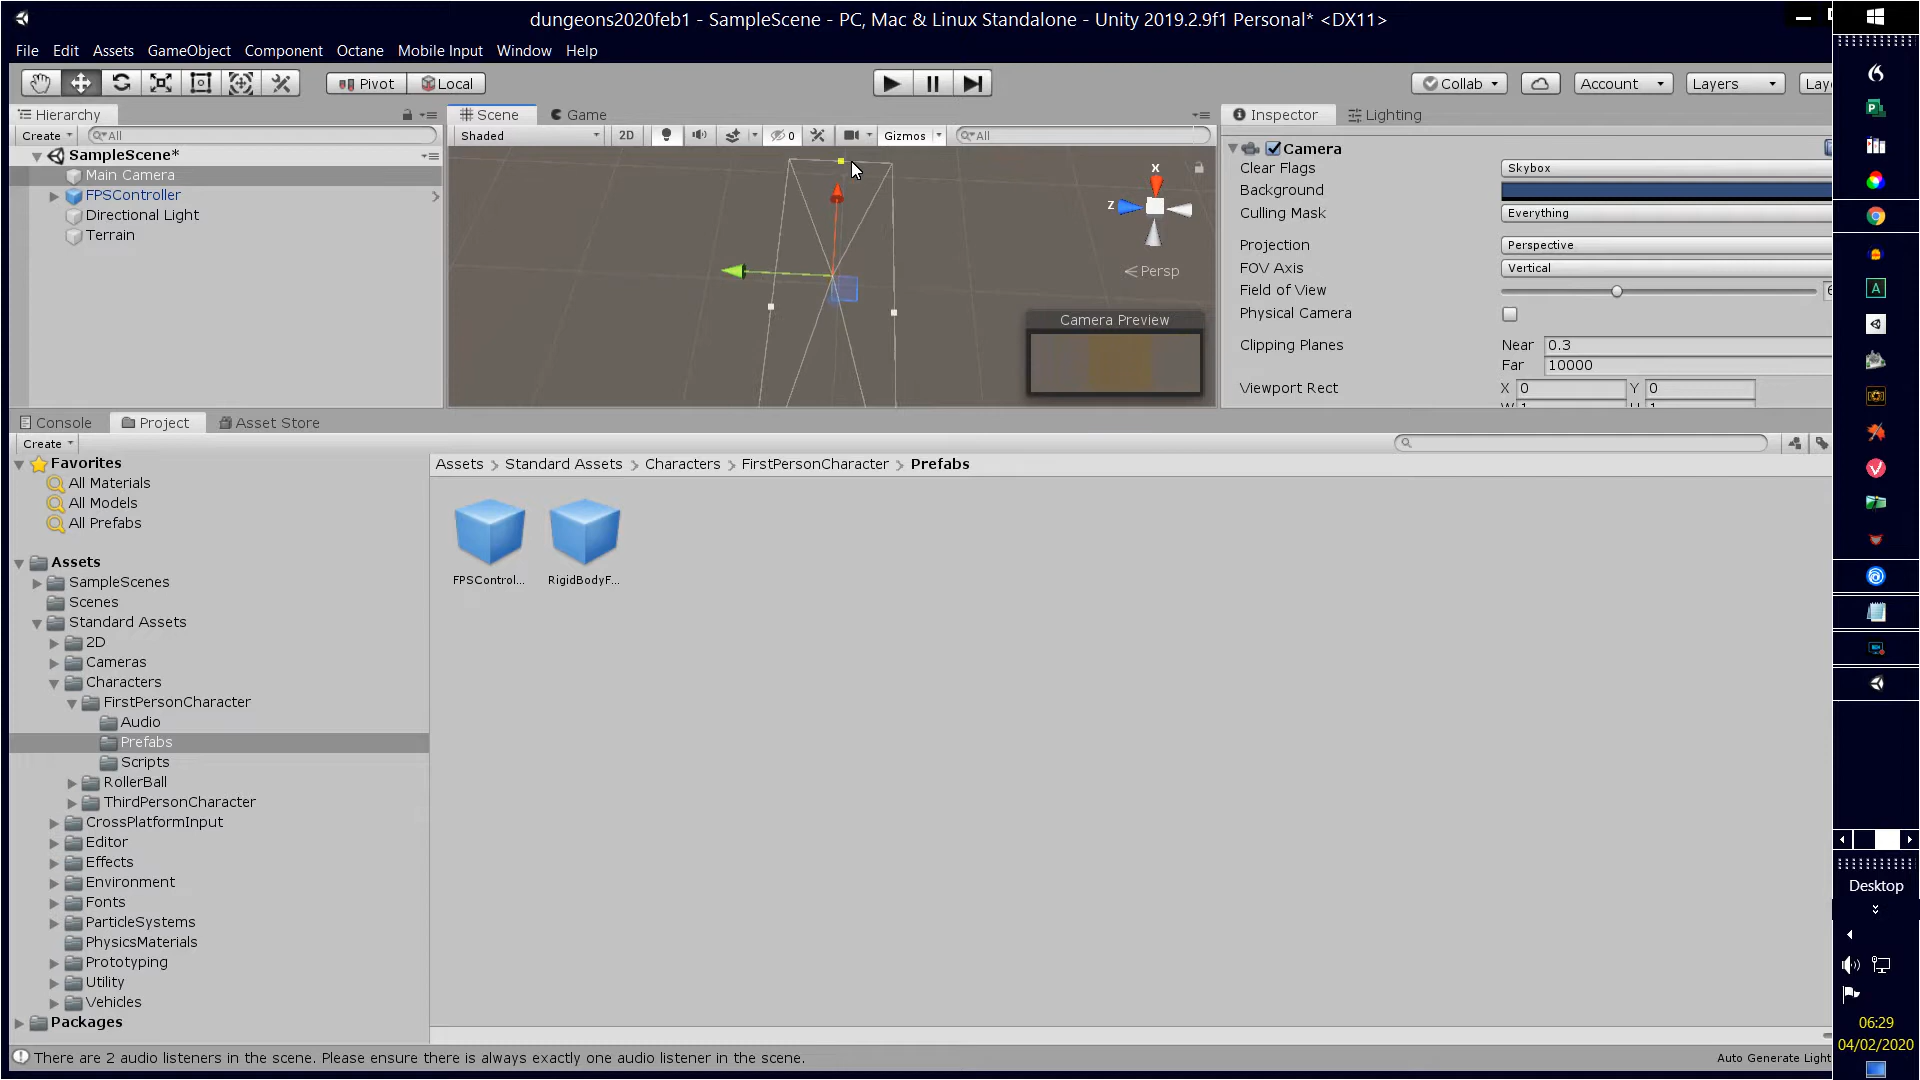 dungeons2020feb1 - SampleScene - PC, Mac & Linux Standalone - Unity 2019.2.9f1 Personal* <DX11>
File Edit Assets GameObject Component Octane Mobile Input Window Help
Pivot Local Collab Account Layers Lay
Hierarchy
Create All
SampleScene*
Main Camera
FPSController
Directional Light
Terrain
Scene Game
Shaded 2D 0 Gizmos All
X
Z
Persp
Camera Preview
Inspector Lighting
Camera
Clear Flags Skybox
Background
Culling Mask Everything
Projection Perspective
FOV Axis Vertical
Field of View
Physical Camera
Clipping Planes Near 0.3
Far 10000
Viewport Rect X 0 Y 0
Console Project Asset Store
Create
Favorites
All Materials
All Models
All Prefabs
Assets
SampleScenes
Scenes
Standard Assets
2D
Cameras
Characters
FirstPersonCharacter
Audio
Prefabs
Scripts
RollerBall
ThirdPersonCharacter
CrossPlatformInput
Editor
Effects
Environment
Fonts
ParticleSystems
PhysicsMaterials
Prototyping
Utility
Vehicles
Packages
Assets > Standard Assets > Characters > FirstPersonCharacter > Prefabs
FPSControl... RigidBodyF...
There are 2 audio listeners in the scene. Please ensure there is always exactly one audio listener in the scene.
Auto Generate Light
Desktop
06:29
04/02/2020